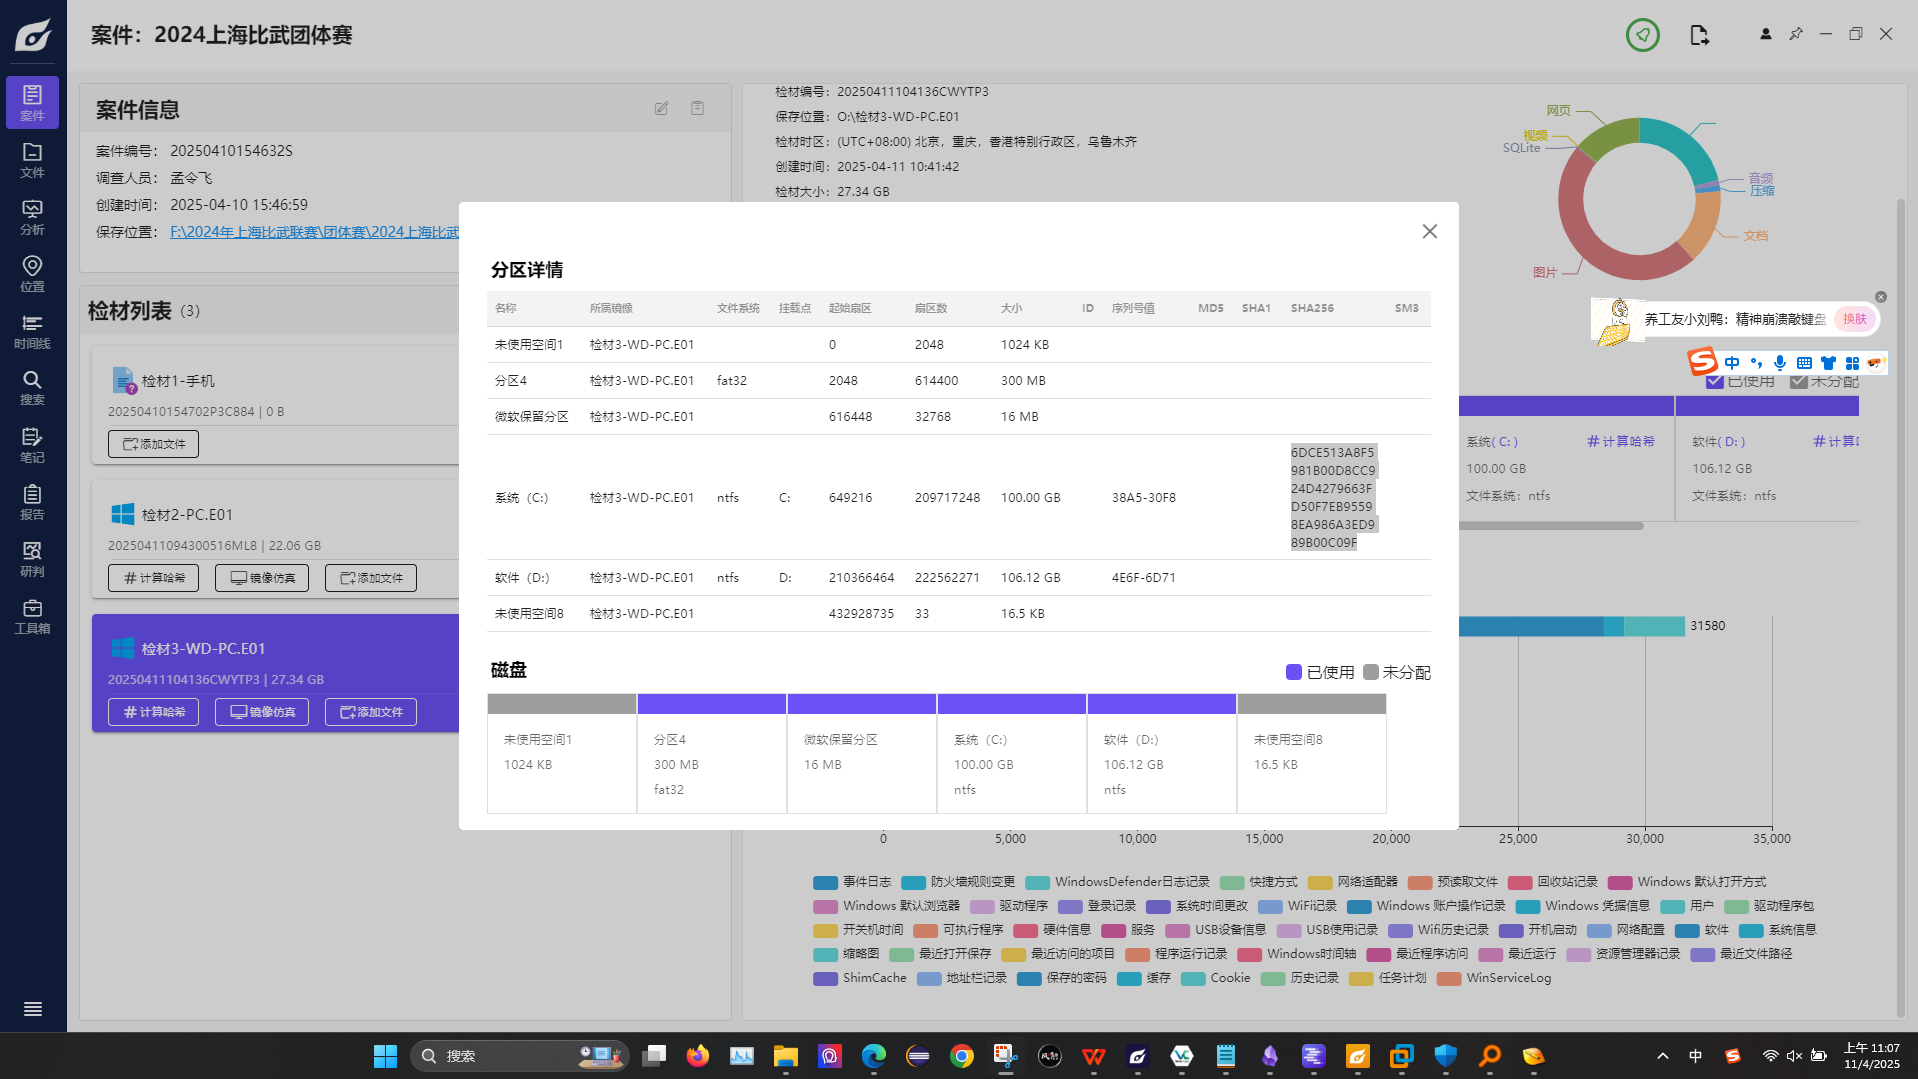 案件：2024上海比武团体赛
案件
文件
分析
位置
时间线
搜索
笔记
报告
研判
工具箱
案件信息
案件编号： 20250410154632S
调查人员： 孟令飞
创建时间： 2025-04-10 15:46:59
保存位置： F:\2024年上海比武联赛\团体赛\2024上海比武
检材列表（3）
检材1-手机
20250410154702P3C884 | 0 B
添加文件
检材2-PC.E01
20250411094300516ML8 | 22.06 GB
计算哈希 镜像仿真 添加文件
检材3-WD-PC.E01
20250411104136CWYTP3 | 27.34 GB
计算哈希 镜像仿真 添加文件
检材编号： 20250411104136CWYTP3
保存位置： O:\检材3-WD-PC.E01
检材时区： (UTC+08:00) 北京，重庆，香港特别行政区，乌鲁木齐
创建时间： 2025-04-11 10:41:42
检材大小： 27.34 GB
网页
视频
SQLite
音频
压缩
文档
图片
养工友小刘鸭：精神崩溃敲键盘 换肤
中
已使用 未分配
系统( C: ) #计算哈希
100.00 GB
文件系统：ntfs
软件( D: ) #计算
106.12 GB
文件系统：ntfs
分区详情
名称 所属镜像 文件系统 挂载点 起始扇区 扇区数 大小 ID 序列号值 MD5 SHA1 SHA256 SM3
未使用空间1 检材3-WD-PC.E01 0 2048 1024 KB
分区4 检材3-WD-PC.E01 fat32 2048 614400 300 MB
微软保留分区 检材3-WD-PC.E01 616448 32768 16 MB
系统（C:） 检材3-WD-PC.E01 ntfs C: 649216 209717248 100.00 GB 38A5-30F8
6DCE513A8F5
981B00D8CC9
24D4279663F
D50F7EB9559
8EA986A3ED9
89B00C09F
软件（D:） 检材3-WD-PC.E01 ntfs D: 210366464 222562271 106.12 GB 4E6F-6D71
未使用空间8 检材3-WD-PC.E01 432928735 33 16.5 KB
磁盘
已使用 未分配
未使用空间1
1024 KB
分区4
300 MB
fat32
微软保留分区
16 MB
系统（C:）
100.00 GB
ntfs
软件（D:）
106.12 GB
ntfs
未使用空间8
16.5 KB
31580
0 5,000 10,000 15,000 20,000 25,000 30,000 35,000
事件日志 防火墙规则变更 WindowsDefender日志记录 快捷方式 网络适配器 预读取文件 回收站记录 Windows 默认打开方式
Windows 默认浏览器 驱动程序 登录记录 系统时间更改 WiFi记录 Windows 账户操作记录 Windows 凭据信息 用户 驱动程序包
开关机时间 可执行程序 硬件信息 服务 USB设备信息 USB使用记录 Wifi历史记录 开机启动 网络配置 软件 系统信息
缩略图 最近打开保存 最近访问的项目 程序运行记录 Windows时间轴 最近程序访问 最近运行 资源管理器记录 最近文件路径
ShimCache 地址栏记录 保存的密码 缓存 Cookie 历史记录 任务计划 WinServiceLog
搜索
中
上午 11:07
11/4/2025